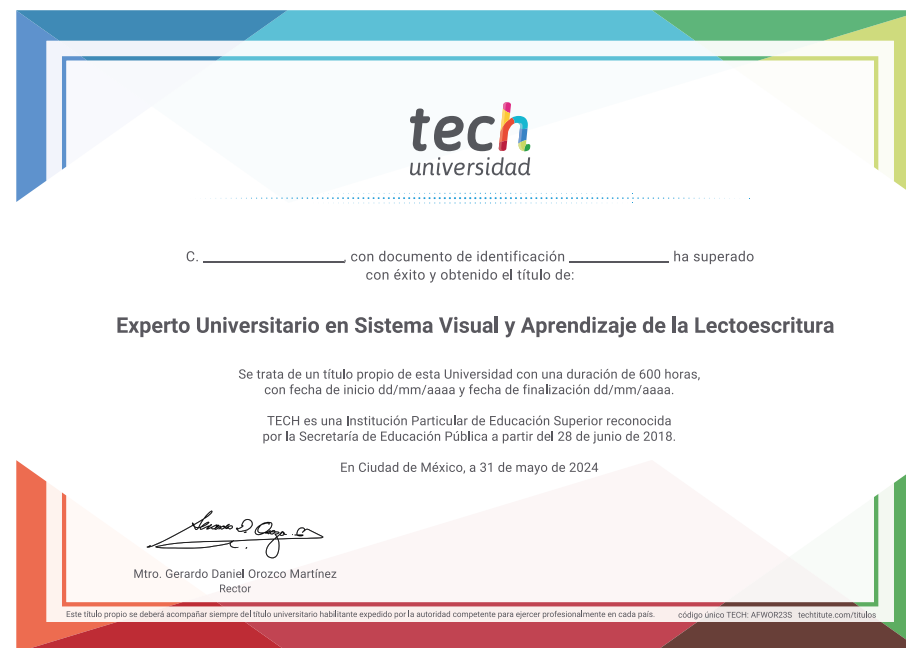 tech
universidad
C. ____________________, con documento de identificación ______________ ha superado
con éxito y obtenido el título de:
Experto Universitario en Sistema Visual y Aprendizaje de la Lectoescritura
Se trata de un título propio de esta Universidad con una duración de 600 horas,
con fecha de inicio dd/mm/aaaa y fecha de finalización dd/mm/aaaa.
TECH es una Institución Particular de Educación Superior reconocida
por la Secretaría de Educación Pública a partir del 28 de junio de 2018.
En Ciudad de México, a 31 de mayo de 2024
Mtro. Gerardo Daniel Orozco Martínez
Rector
Este título propio se deberá acompañar siempre del título universitario habilitante expedido por la autoridad competente para ejercer profesionalmente en cada país. código único TECH: AFWOR23S techtitute.com/titulos